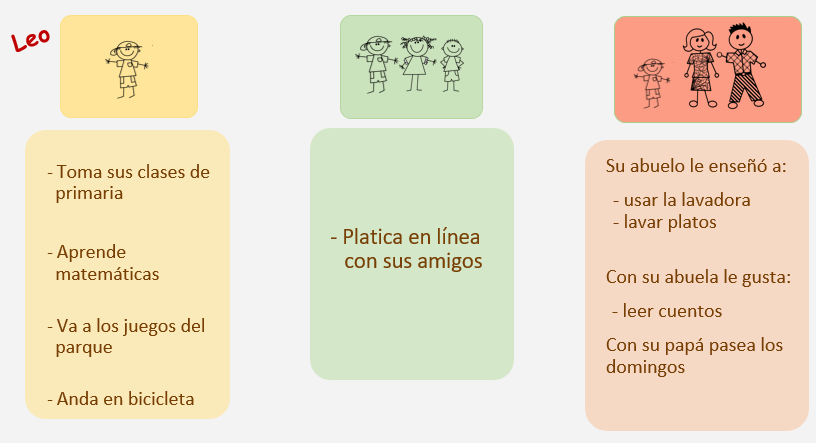 Leo
- Toma sus clases de
primaria
- Aprende
matemáticas
- Va a los juegos del
parque
- Anda en bicicleta
- Platica en línea
con sus amigos
Su abuelo le enseñó a:
- usar la lavadora
- lavar platos
Con su abuela le gusta:
- leer cuentos
Con su papá pasea los
domingos